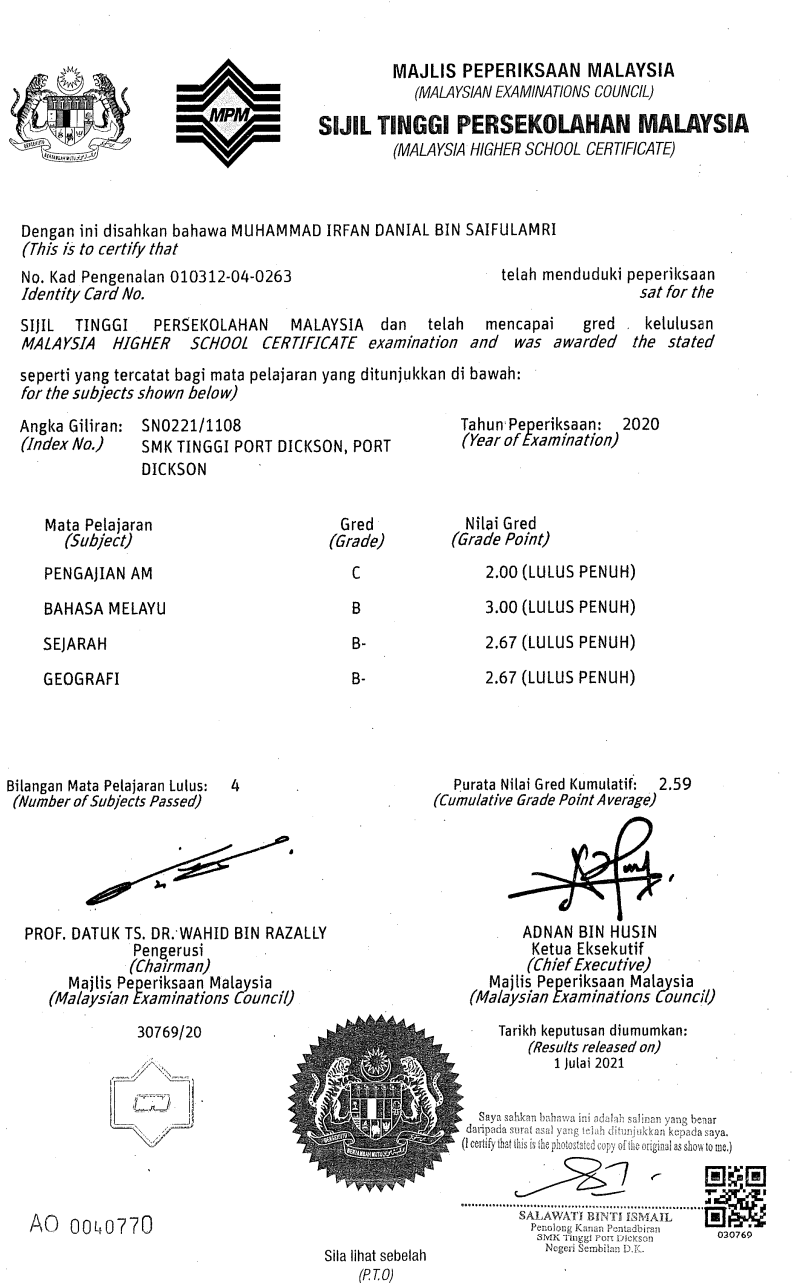 MAJLIS PEPERIKSAAN MALAYSIA
(MALAYSIAN EXAMINATIONS COUNCIL)
MPM
SIJIL TINGGI PERSEKOLAHAN MALAYSIA
(MALAYSIA HIGHER SCHOOL CERTIFICATE)
Dengan ini disahkan bahawa MUHAMMAD IRFAN DANIAL BIN SAIFULAMRI
(This is to certify that
No. Kad Pengenalan 010312-04-0263 telah menduduki peperiksaan
Identity Card No. sat for the
SIJIL TINGGI PERSEKOLAHAN MALAYSIA dan telah mencapai gred kelulusan
MALAYSIA HIGHER SCHOOL CERTIFICATE examination and was awarded the stated
seperti yang tercatat bagi mata pelajaran yang ditunjukkan di bawah:
for the subjects shown below)
Angka Giliran: SN0221/1108 Tahun Peperiksaan: 2020
(Index No.) SMK TINGGI PORT DICKSON, PORT (Year of Examination)
DICKSON
Mata Pelajaran Gred Nilai Gred
(Subject) (Grade) (Grade Point)
PENGAJIAN AM C 2.00 (LULUS PENUH)
BAHASA MELAYU B 3.00 (LULUS PENUH)
SEJARAH B- 2.67 (LULUS PENUH)
GEOGRAFI B- 2.67 (LULUS PENUH)
Bilangan Mata Pelajaran Lulus: 4 Purata Nilai Gred Kumulatif: 2.59
(Number of Subjects Passed) (Cumulative Grade Point Average)
PROF. DATUK TS. DR. WAHID BIN RAZALLY
Pengerusi
(Chairman)
Majlis Peperiksaan Malaysia
(Malaysian Examinations Council)
ADNAN BIN HUSIN
Ketua Eksekutif
(Chief Executive)
Majlis Peperiksaan Malaysia
(Malaysian Examinations Council)
30769/20
Tarikh keputusan diumumkan:
(Results released on)
1 Julai 2021
Saya sahkan bahawa ini adalah salinan yang benar
daripada surat asal yang telah ditunjukkan kepada saya.
(I certify that this is the photostated copy of the original as show to me.)
SALAWATI BINTI ISMAIL
Penolong Kanan Pentadbiran
SMK Tinggi Port Dickson
Negeri Sembilan D.K.
030769
AO 0040770
Sila lihat sebelah
(P.T.O)